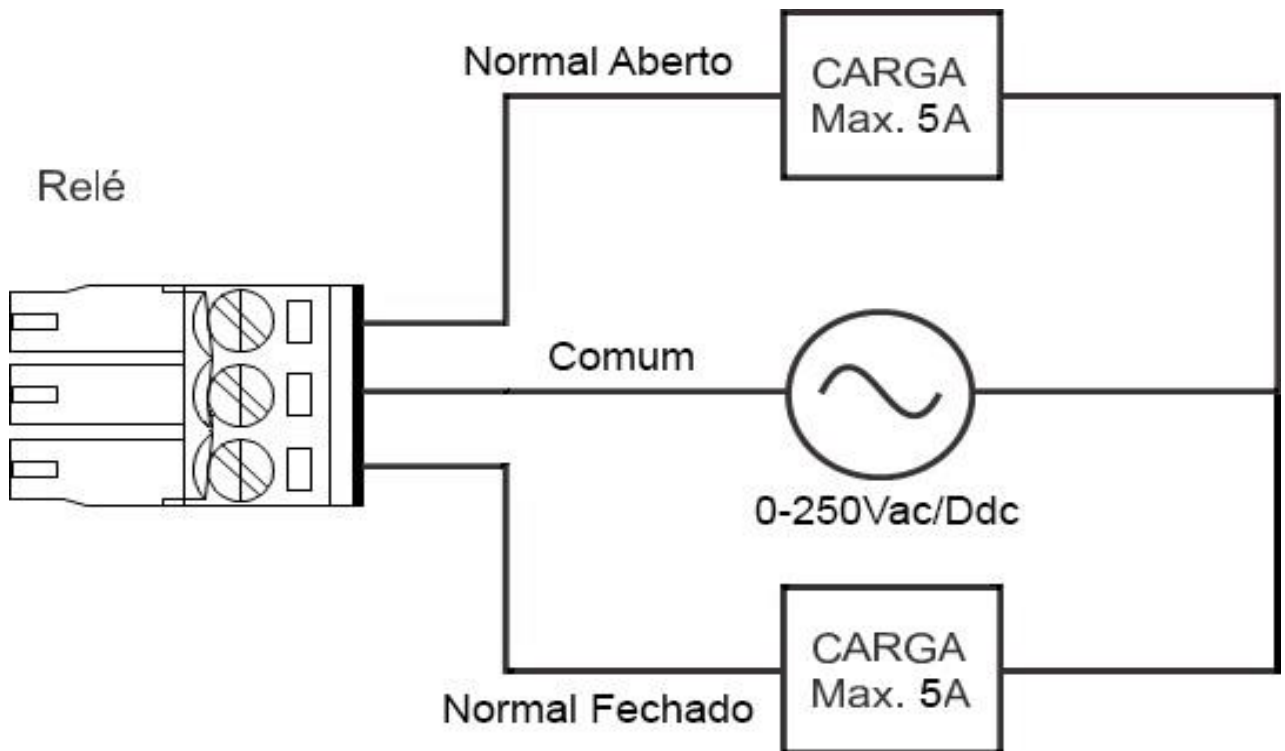 Normal Aberto
CARGA
Max. 5A
Relé
Comum
0-250Vac/Ddc
CARGA
Max. 5A
Normal Fechado